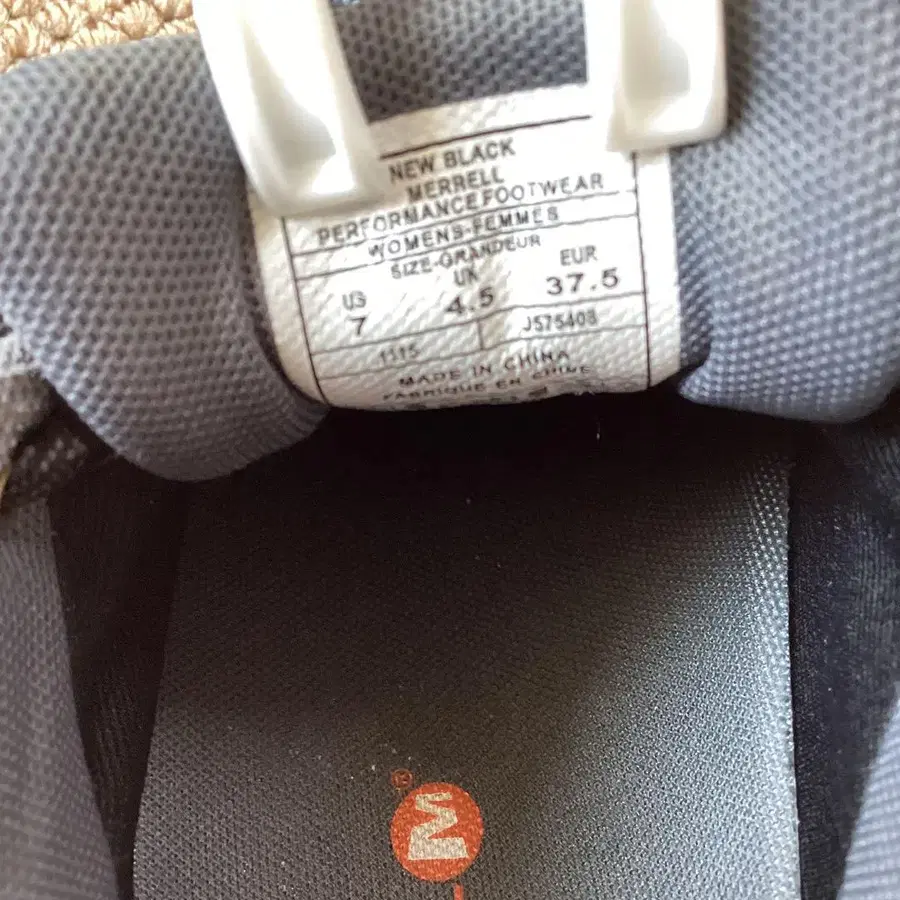 NEW BLACK
MERRELL
PERFORMANCE FOOTWEAR
WOMENS-FEMMES
SIZE-GRANDEUR
US UK EUR
7 4.5 37.5
1115 J575408
MADE IN CHINA
FABRIQUE EN CHINE
M ®